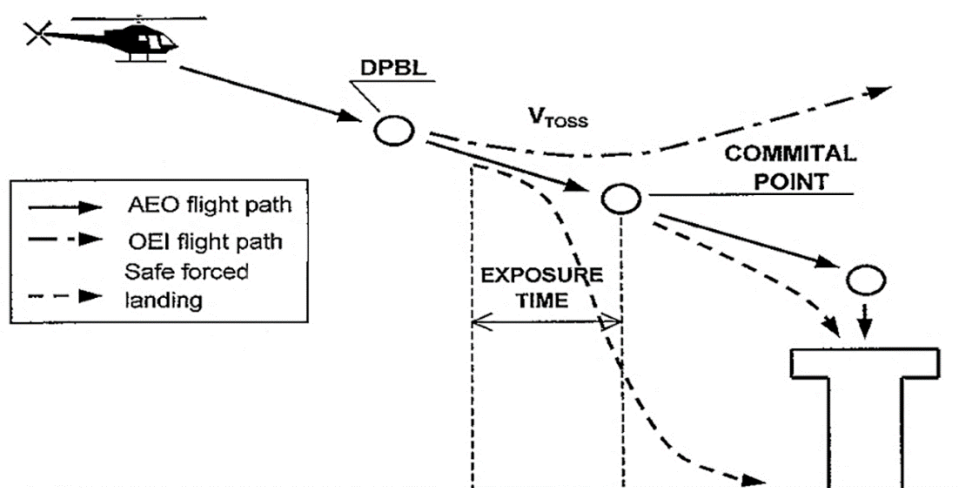 DPBL
VTOSS
COMMITAL
POINT
AEO flight path
OEI flight path
Safe forced
landing
EXPOSURE
TIME